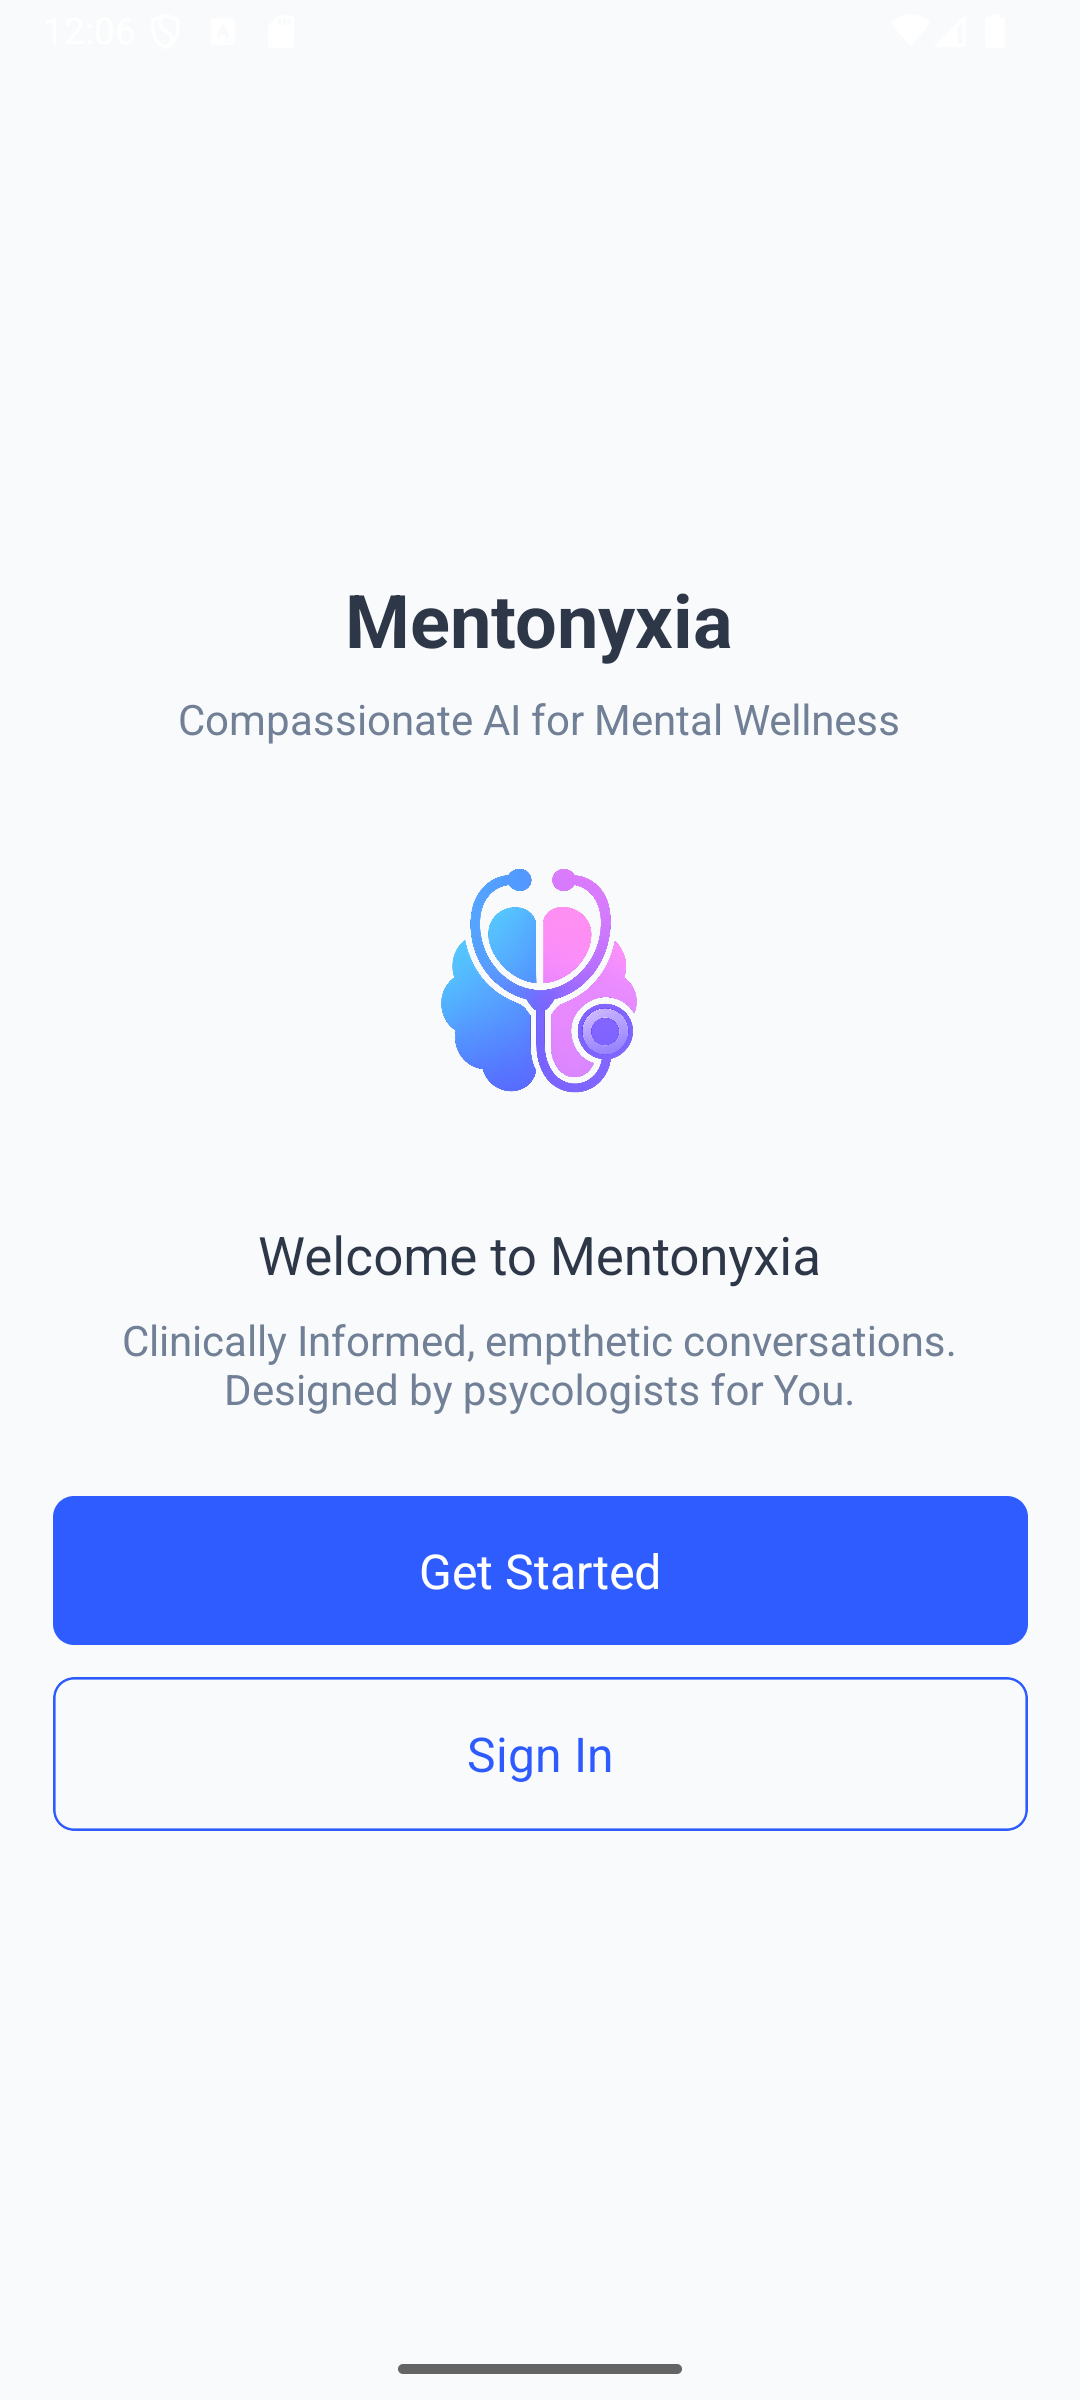 12:06
Mentonyxia
Compassionate AI for Mental Wellness
Welcome to Mentonyxia
Clinically Informed, empthetic conversations.
Designed by psycologists for You.
Get Started
Sign In